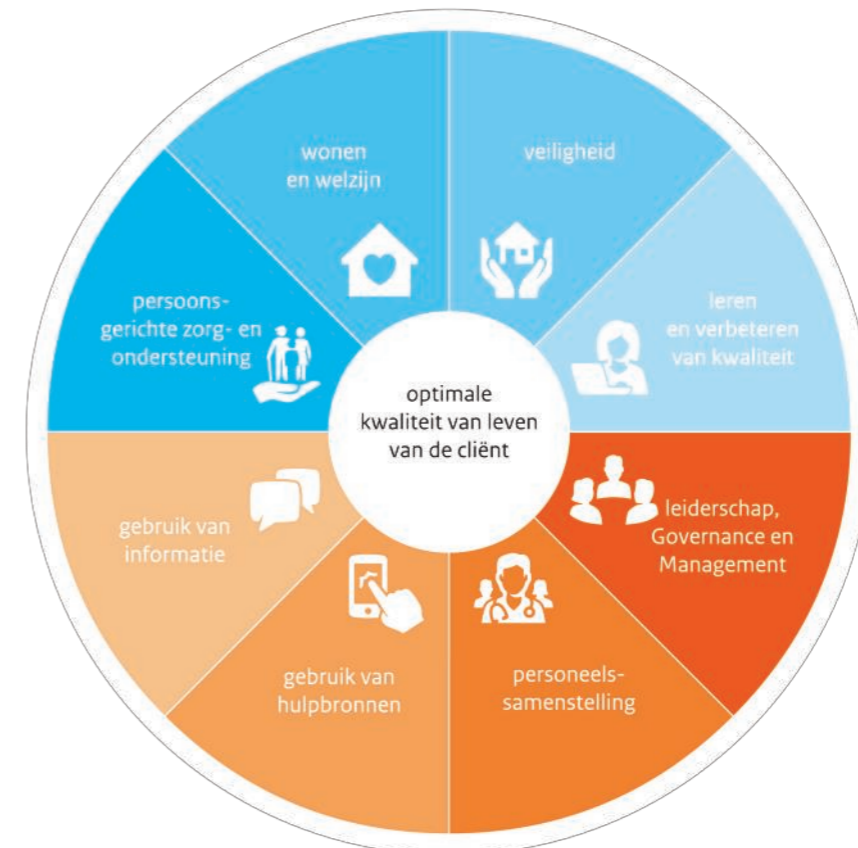 wonen
en welzijn
veiligheid
leren
en verbeteren
van kwaliteit
leiderschap,
Governance en
Management
personeels-
samenstelling
gebruik van
hulpbronnen
gebruik van
informatie
persoons-
gerichte zorg- en
ondersteuning
optimale
kwaliteit van leven
van de cliënt